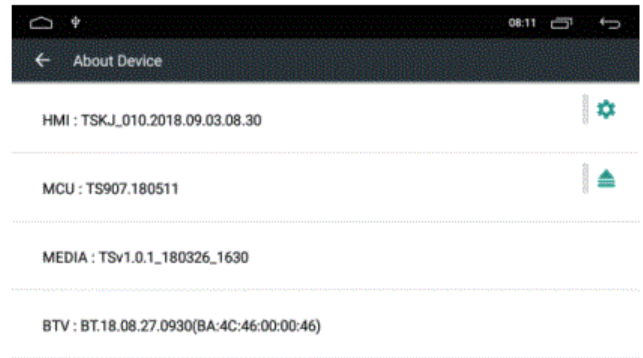 08:11
About Device
HMI : TSKJ_010.2018.09.03.08.30
MCU : TS907.180511
MEDIA : TSv1.0.1_180326_1630
BTV : BT.18.08.27.0930(BA:4C:46:00:00:46)